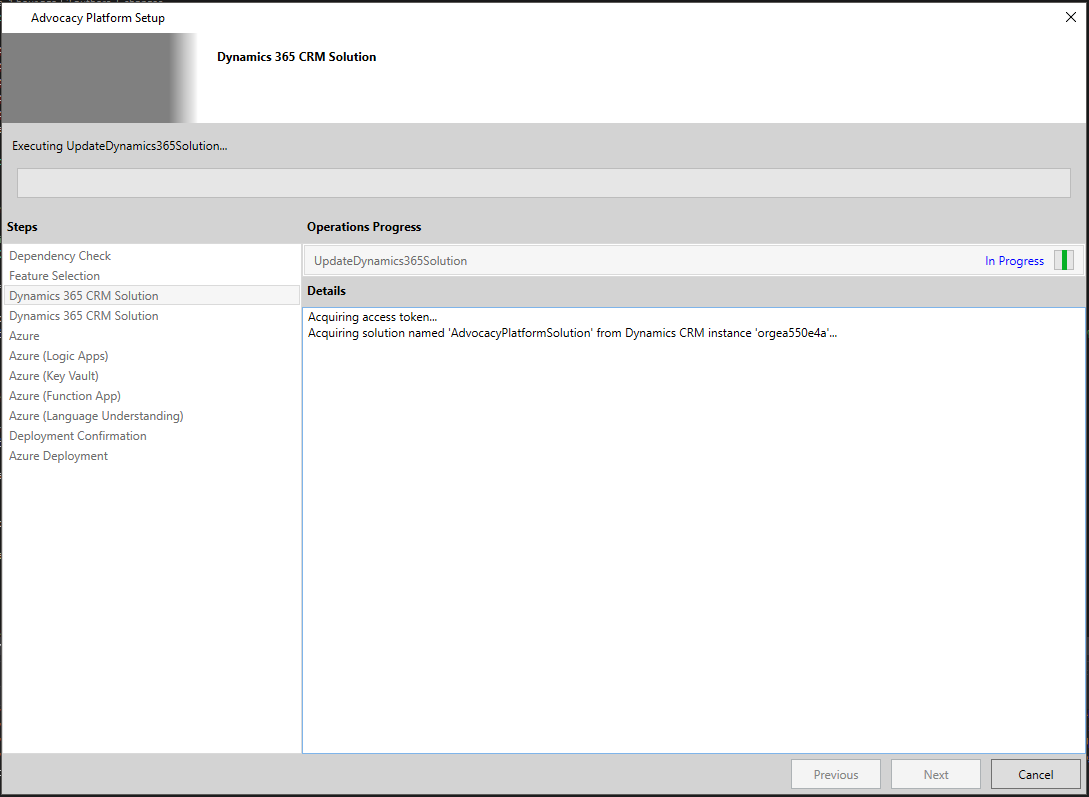 Advocacy Platform Setup
Dynamics 365 CRM Solution
Executing UpdateDynamics365Solution...
Steps
Operations Progress
Dependency Check
Feature Selection
Dynamics 365 CRM Solution
Dynamics 365 CRM Solution
Azure
Azure (Logic Apps)
Azure (Key Vault)
Azure (Function App)
Azure (Language Understanding)
Deployment Confirmation
Azure Deployment
UpdateDynamics365Solution
In Progress
Details
Acquiring access token...
Acquiring solution named 'AdvocacyPlatformSolution' from Dynamics CRM instance 'orgea550e4a'...
Previous
Next
Cancel